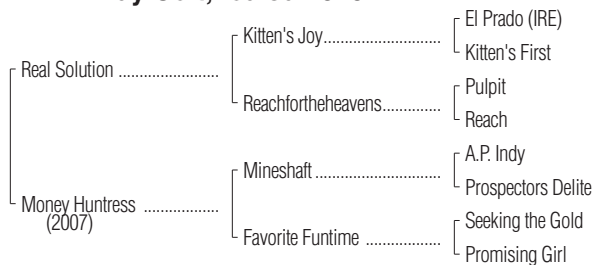 El Prado (IRE)
Kitten's Joy
Kitten's First
Real Solution
Pulpit
Reachfortheheavens
Reach
A.P. Indy
Mineshaft
Prospectors Delite
Money Huntress
(2007)
Seeking the Gold
Favorite Funtime
Promising Girl